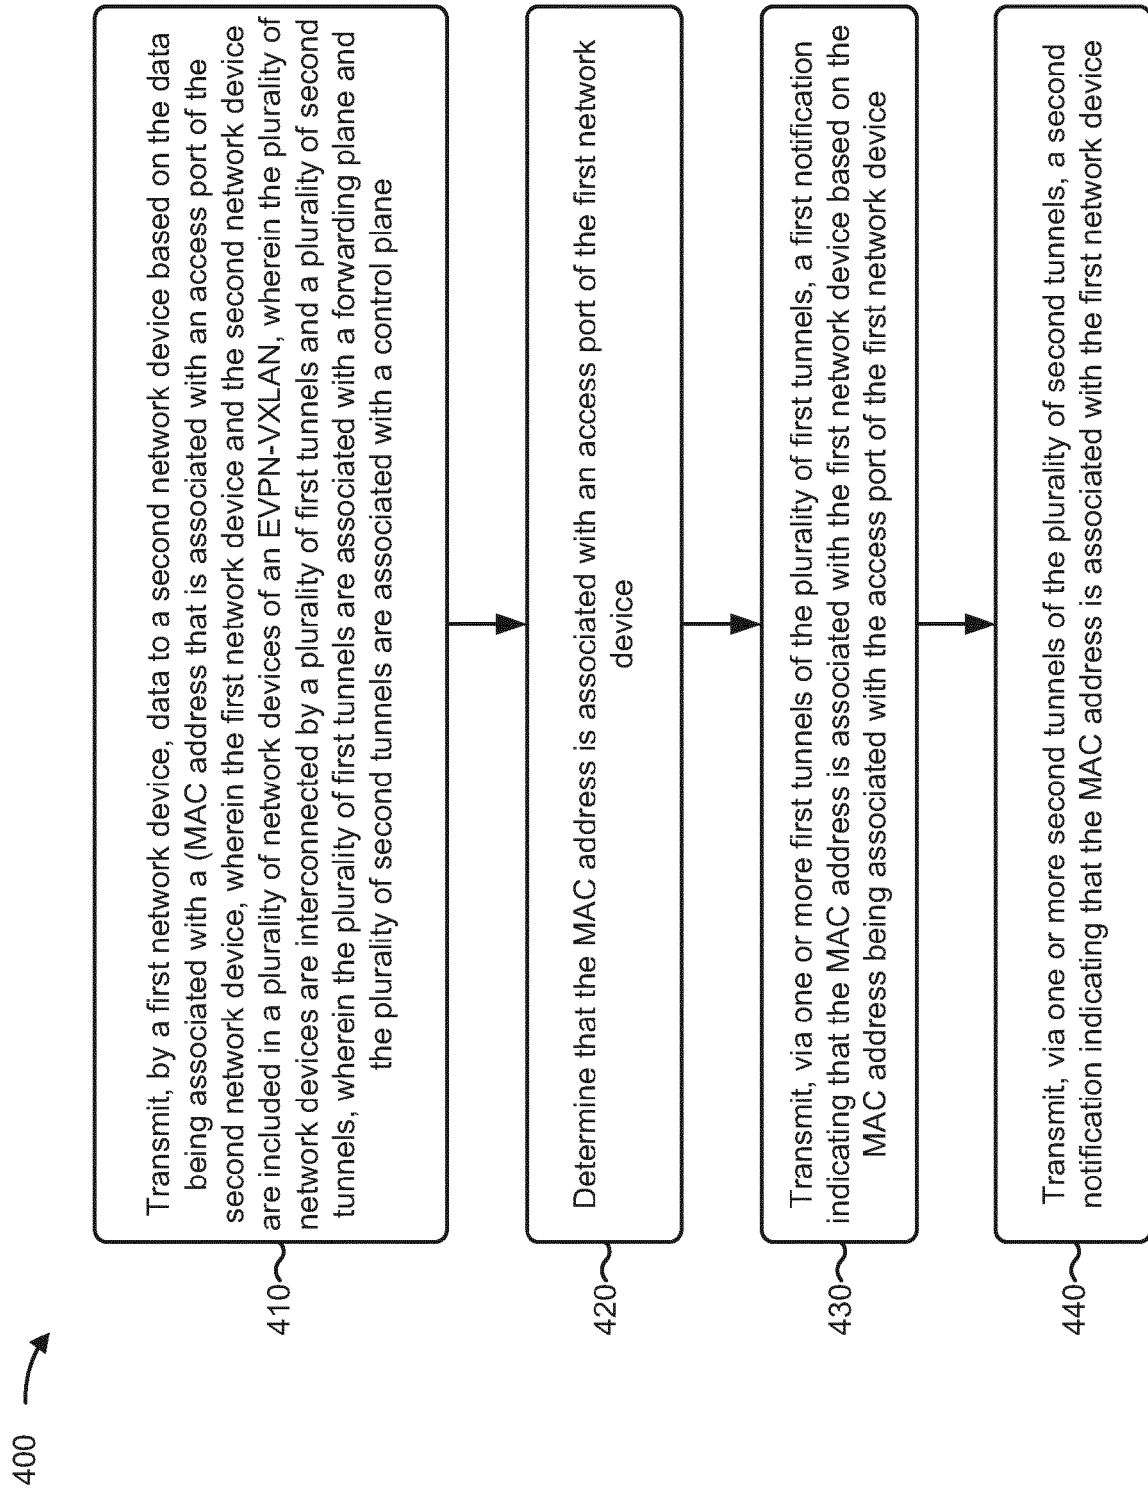 400
410
Transmit, by a first network device, data to a second network device based on the data
being associated with a (MAC address that is associated with an access port of the
second network device, wherein the first network device and the second network device
are included in a plurality of network devices of an EVPN-VXLAN, wherein the plurality of
network devices are interconnected by a plurality of first tunnels and a plurality of second
tunnels, wherein the plurality of first tunnels are associated with a forwarding plane and
the plurality of second tunnels are associated with a control plane
420
Determine that the MAC address is associated with an access port of the first network
device
430
Transmit, via one or more first tunnels of the plurality of first tunnels, a first notification
indicating that the MAC address is associated with the first network device based on the
MAC address being associated with the access port of the first network device
440
Transmit, via one or more second tunnels of the plurality of second tunnels, a second
notification indicating that the MAC address is associated with the first network device